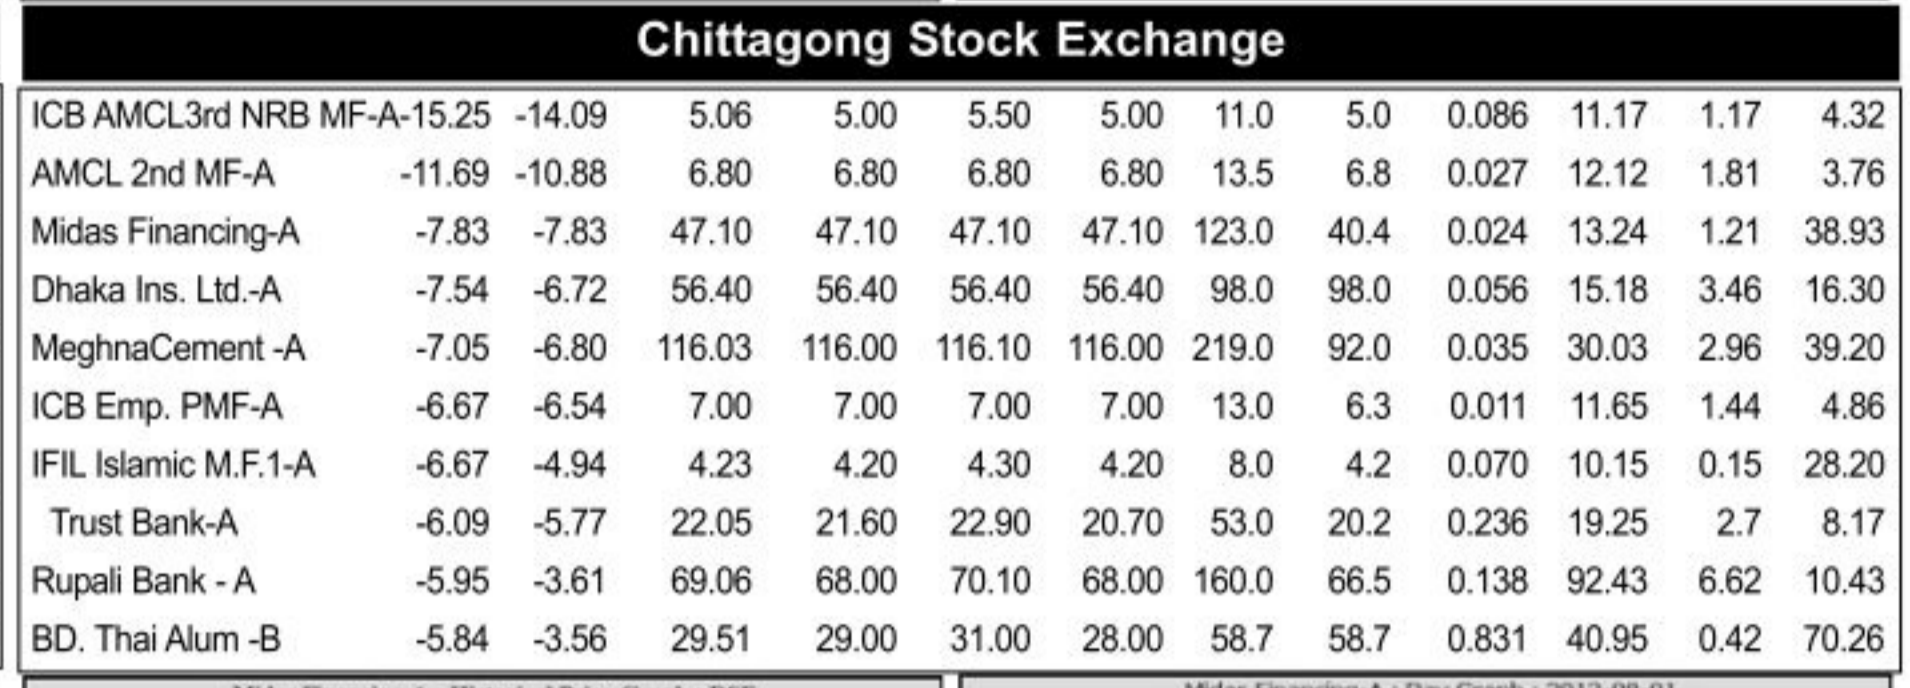 Chittagong Stock Exchange
ICB AMCL3rd NRB MF-A-15.25 -14.09 5.06 5.00 5.50 5.00 11.0 5.0 0.086 11.17 1.17 4.32
AMCL 2nd MF-A -11.69 -10.88 6.80 6.80 6.80 6.80 13.5 6.8 0.027 12.12 1.81 3.76
Midas Financing-A -7.83 -7.83 47.10 47.10 47.10 47.10 123.0 40.4 0.024 13.24 1.21 38.93
Dhaka Ins. Ltd.-A -7.54 -6.72 56.40 56.40 56.40 56.40 98.0 98.0 0.056 15.18 3.46 16.30
MeghnaCement -A -7.05 -6.80 116.03 116.00 116.10 116.00 219.0 92.0 0.035 30.03 2.96 39.20
ICB Emp. PMF-A -6.67 -6.54 7.00 7.00 7.00 7.00 13.0 6.3 0.011 11.65 1.44 4.86
IFIL Islamic M.F.1-A -6.67 -4.94 4.23 4.20 4.30 4.20 8.0 4.2 0.070 10.15 0.15 28.20
Trust Bank-A -6.09 -5.77 22.05 21.60 22.90 20.70 53.0 20.2 0.236 19.25 2.7 8.17
Rupali Bank - A -5.95 -3.61 69.06 68.00 70.10 68.00 160.0 66.5 0.138 92.43 6.62 10.43
BD. Thai Alum -B -5.84 -3.56 29.51 29.00 31.00 28.00 58.7 58.7 0.831 40.95 0.42 70.26